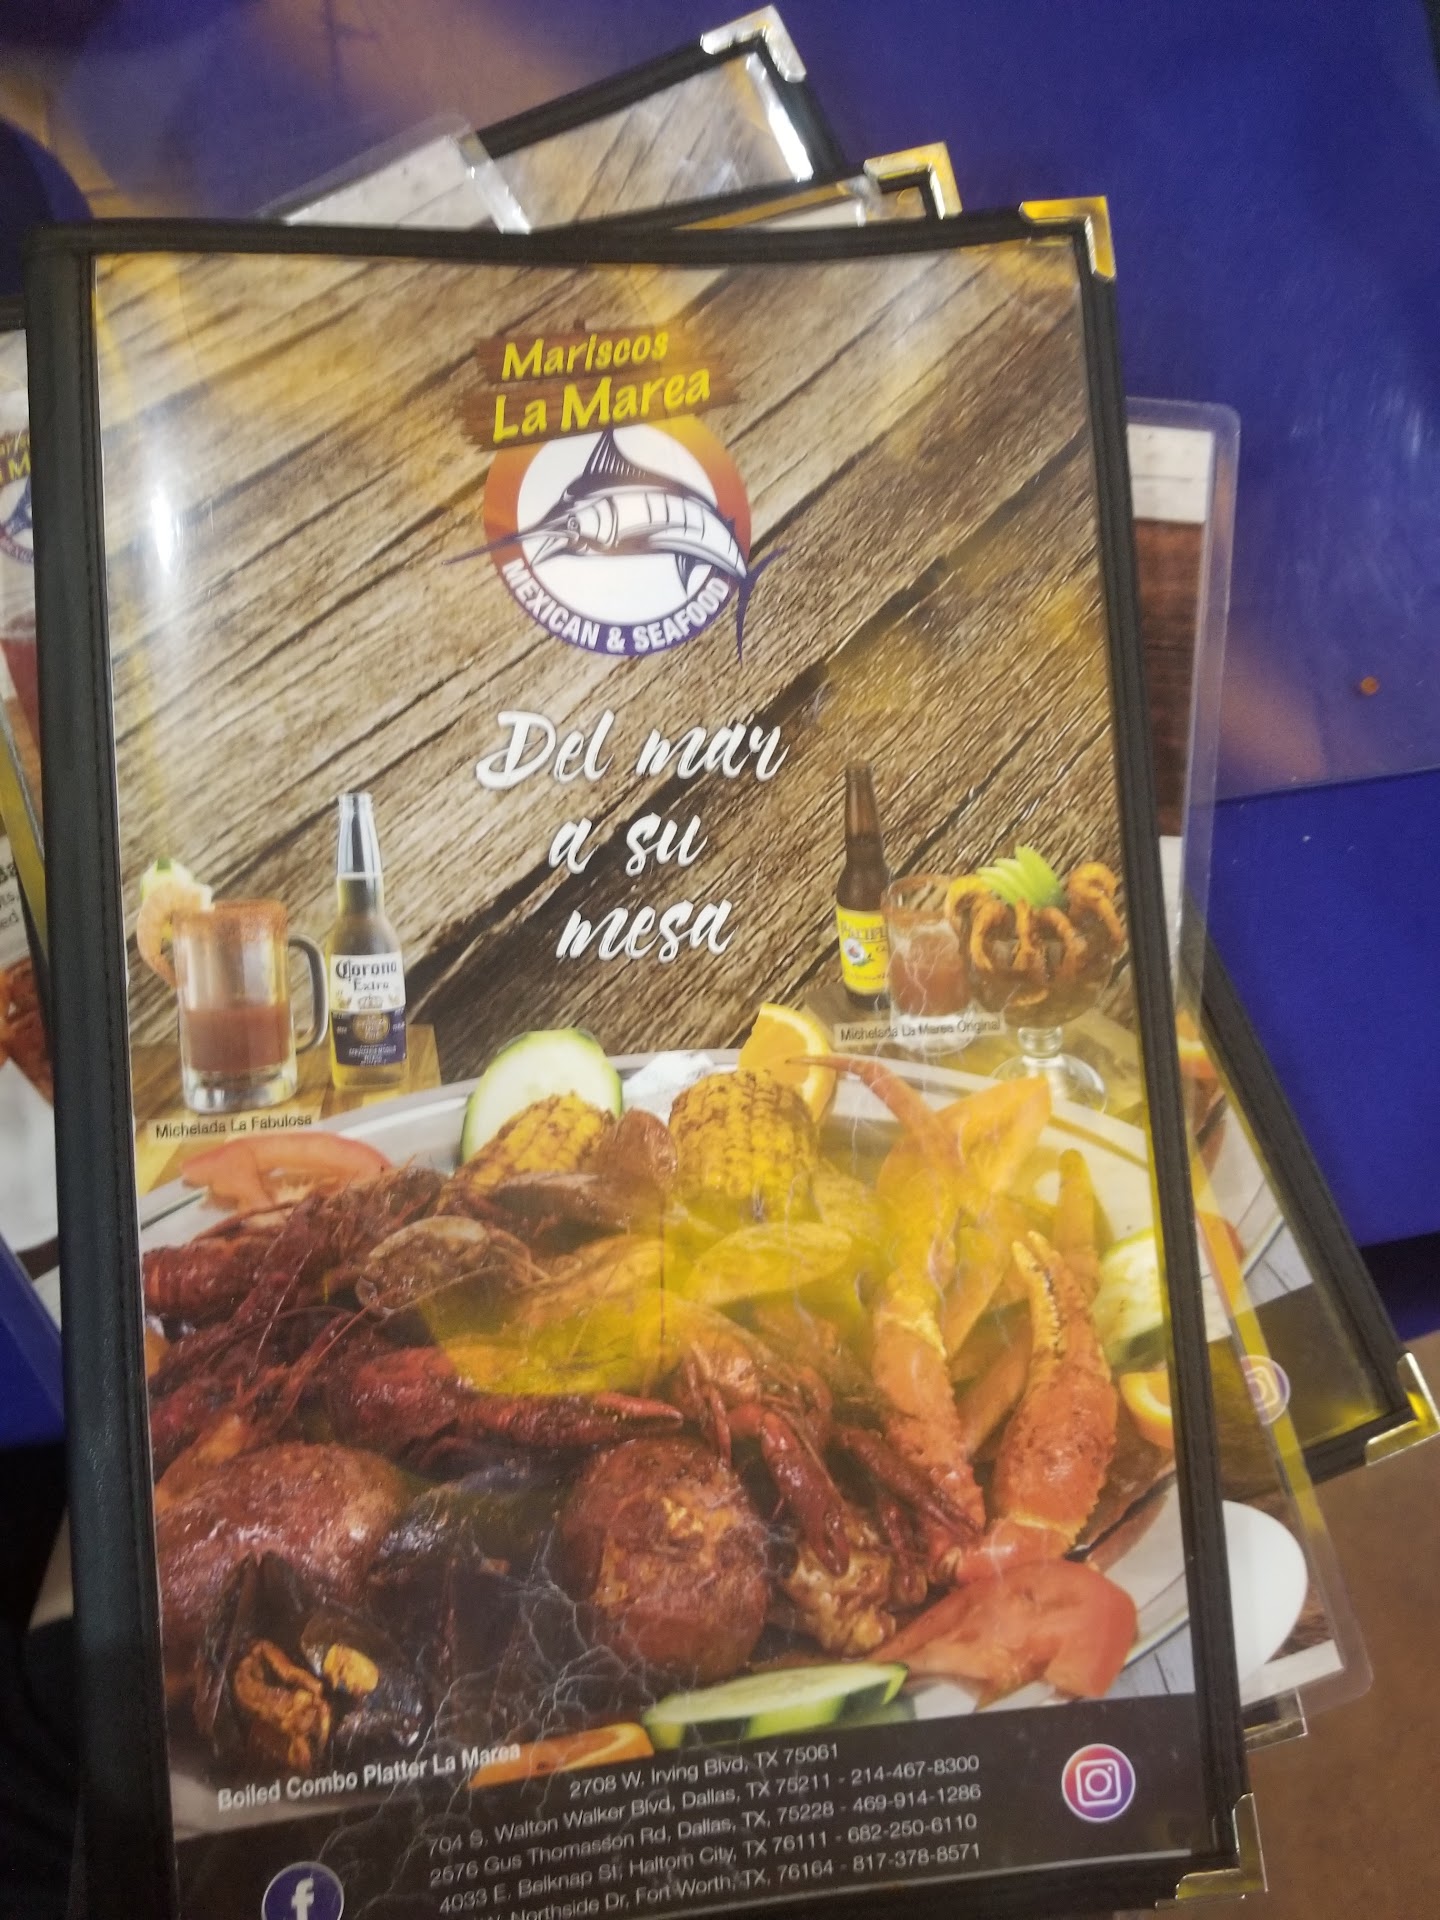 Mariscos
La Marea
MEXICAN & SEAFOOD
Del mar
a su
mesa
Corona
Extra
Michelada La Marea Original
Michelada La Fabulosa
Boiled Combo Platter La Marea
2708 W. Irving Blvd, TX 75061
704 S. Walton Walker Blvd, Dallas, TX 75211 - 214-467-8300
2576 Gus Thomasson Rd, Dallas, TX, 75228 - 469-914-1286
4033 E. Belknap St, Haltom City, TX 76111 - 682-250-6110
Northside Dr, Fort Worth, TX, 76164 - 817-378-8571